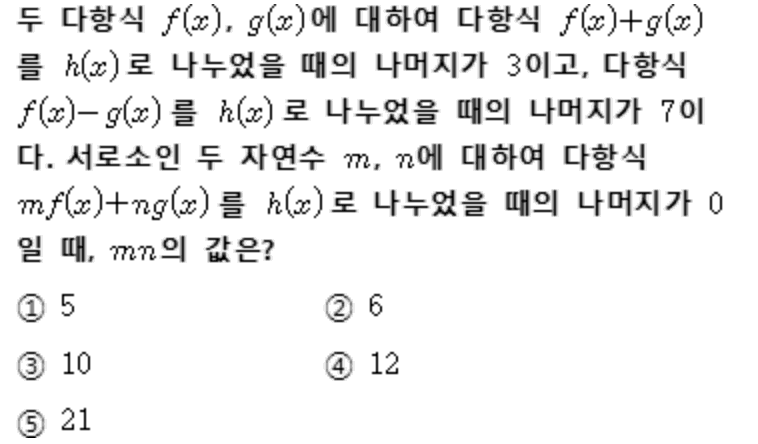 두 다항식 f(x), g(x)에 대하여 다항식 f(x)+g(x)
를 h(x)로 나누었을 때의 나머지가 3이고, 다항식
f(x)-g(x)를 h(x)로 나누었을 때의 나머지가 7이
다. 서로소인 두 자연수 m, n에 대하여 다항식
mf(x)+ng(x)를 h(x)로 나누었을 때의 나머지가 0
일 때, mn의 값은?
① 5 ② 6
③ 10 ④ 12
⑤ 21